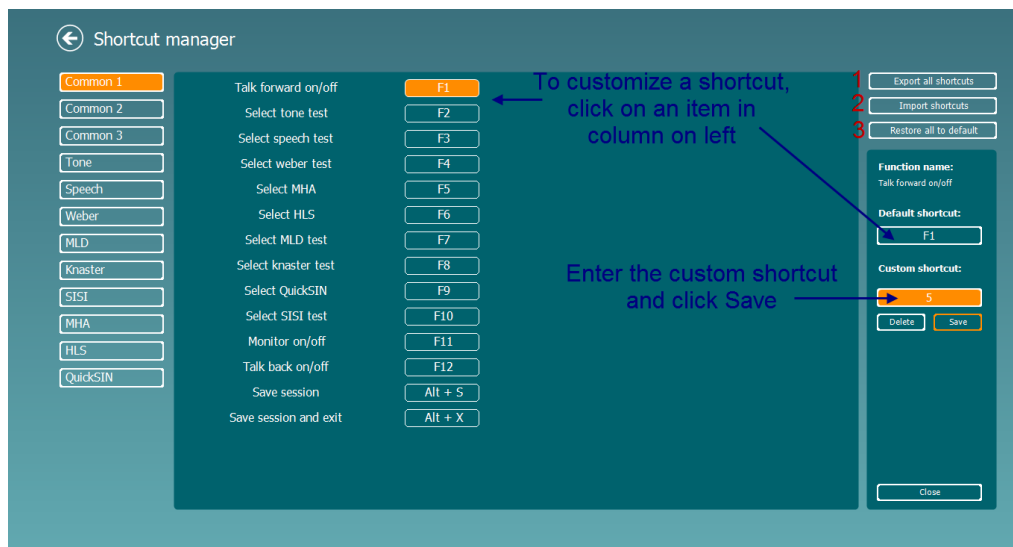 Shortcut manager
Common 1
Common 2
Common 3
Tone
Speech
Weber
MLD
Knaster
SISI
MHA
HLS
QuickSIN
Talk forward on/off F1
Select tone test F2
Select speech test F3
Select weber test F4
Select MHA F5
Select HLS F6
Select MLD test F7
Select knaster test F8
Select QuickSIN F9
Select SISI test F10
Monitor on/off F11
Talk back on/off F12
Save session Alt + S
Save session and exit Alt + X
To customize a shortcut,
click on an item in
column on left
Enter the custom shortcut
and click Save
1 Export all shortcuts
2 Import shortcuts
3 Restore all to default
Function name:
Talk forward on/off
Default shortcut:
F1
Custom shortcut:
5
Delete Save
Close